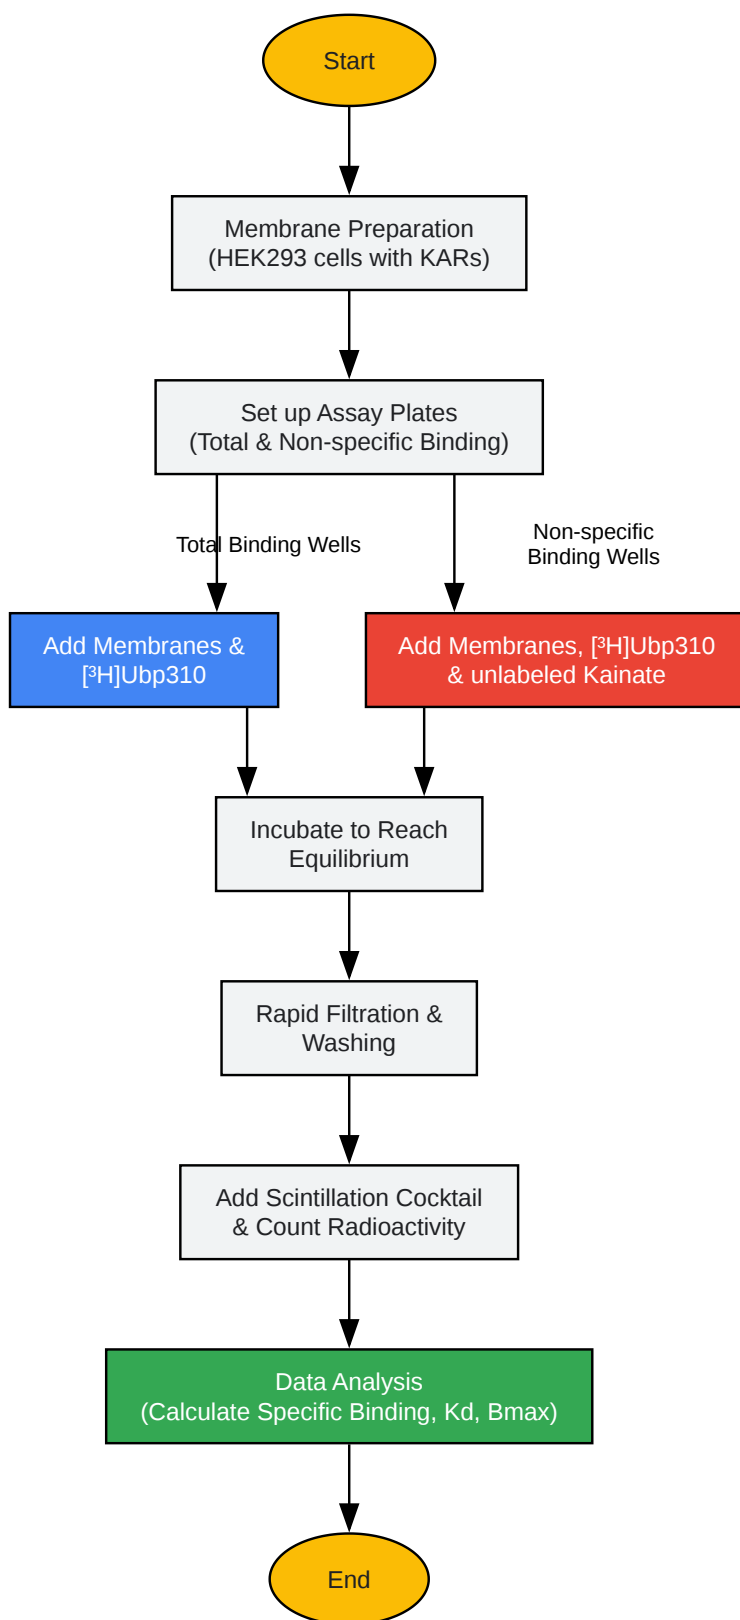 Start
Membrane Preparation
(HEK293 cells with KARs)
Set up Assay Plates
(Total & Non-specific Binding)
Total Binding Wells
Non-specific
Binding Wells
Add Membranes &
[³H]Ubp310
Add Membranes, [³H]Ubp310
& unlabeled Kainate
Incubate to Reach
Equilibrium
Rapid Filtration &
Washing
Add Scintillation Cocktail
& Count Radioactivity
Data Analysis
(Calculate Specific Binding, Kd, Bmax)
End